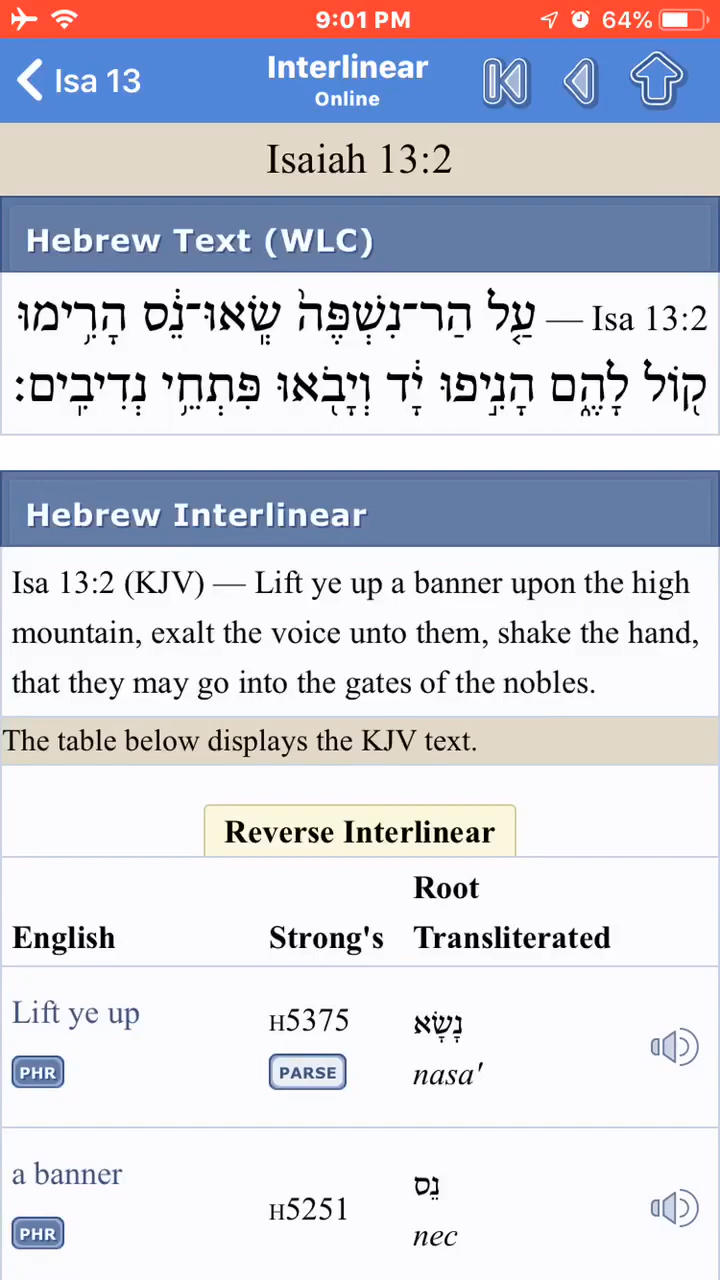 9:01 PM
64%
Isa 13
Interlinear
Online
Isaiah 13:2
Hebrew Text (WLC)
Isa 13:2 — עַ֤ל הַר־נִשְׁפֶּה֙ שְֽׂאוּ־נֵ֔ס הָרִ֥ימוּ
ק֖וֹל לָהֶ֑ם הָנִ֣יפוּ יָ֔ד וְיָבֹ֖אוּ פִּתְחֵ֥י נְדִיבִֽים׃
Hebrew Interlinear
Isa 13:2 (KJV) — Lift ye up a banner upon the high
mountain, exalt the voice unto them, shake the hand,
that they may go into the gates of the nobles.
The table below displays the KJV text.
Reverse Interlinear
English Strong's Root Transliterated
Lift ye up H5375 נָשָׂא
PHR PARSE nasa'
a banner H5251 נֵס
PHR nec